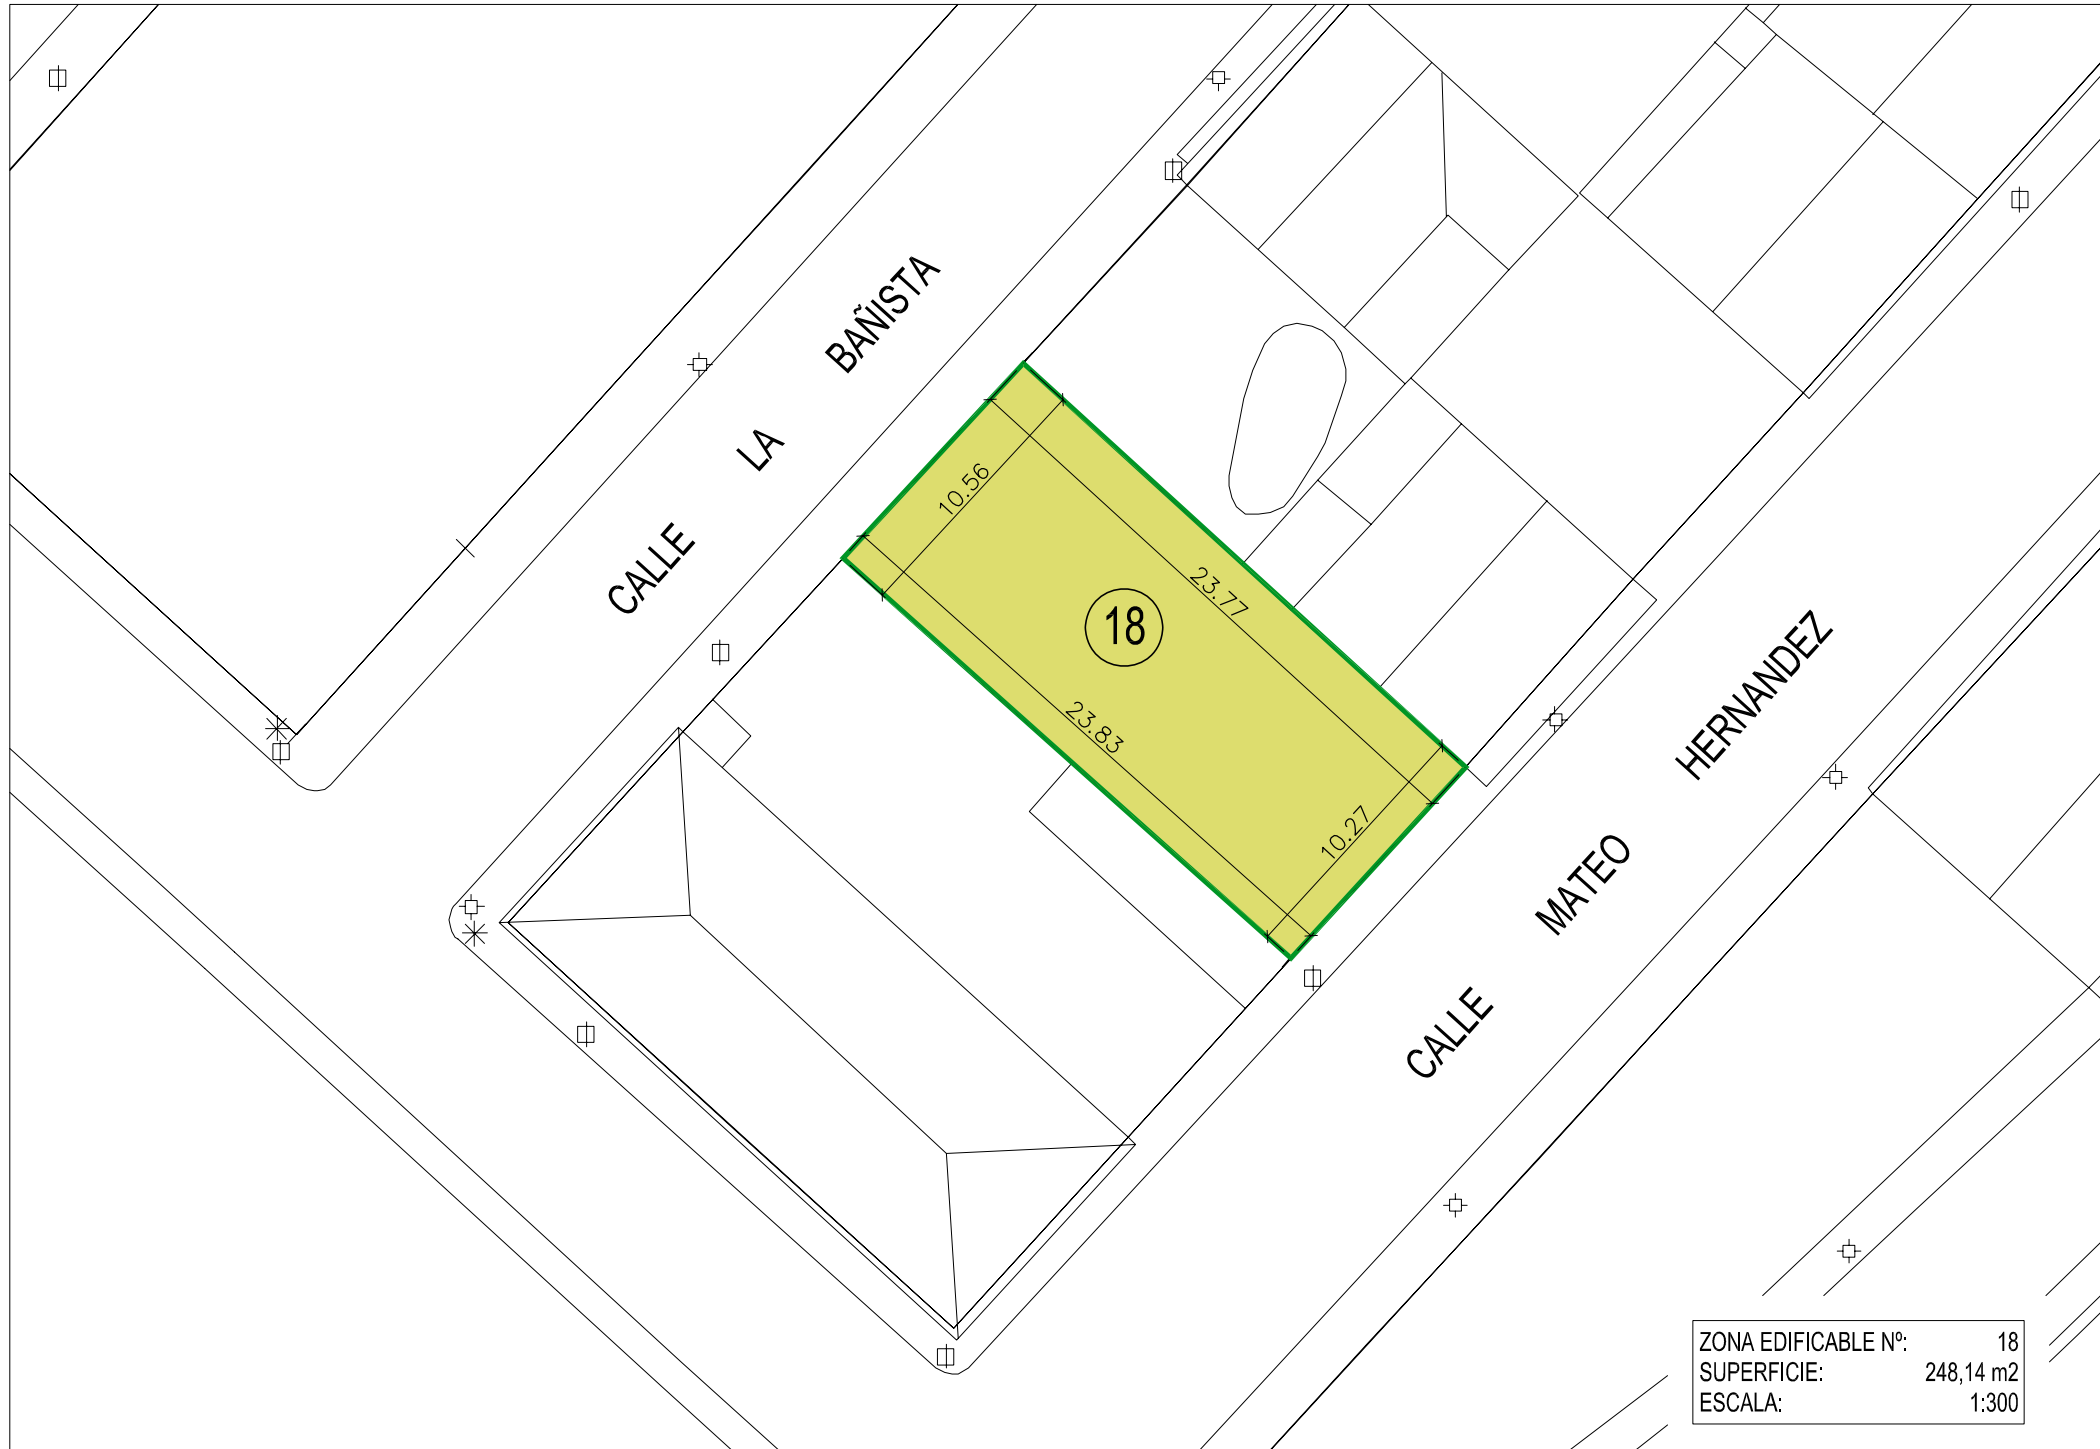 CALLE LA BAÑISTA
10.56
23.77
18
23.83
10.27
CALLE MATEO HERNANDEZ
ZONA EDIFICABLE Nº: 18
SUPERFICIE: 248,14 m2
ESCALA: 1:300